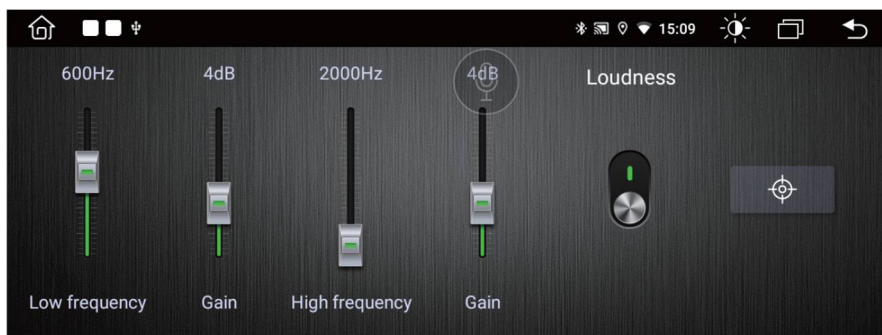 15:09
600Hz
4dB
2000Hz
4dB
Loudness
Low frequency
Gain
High frequency
Gain